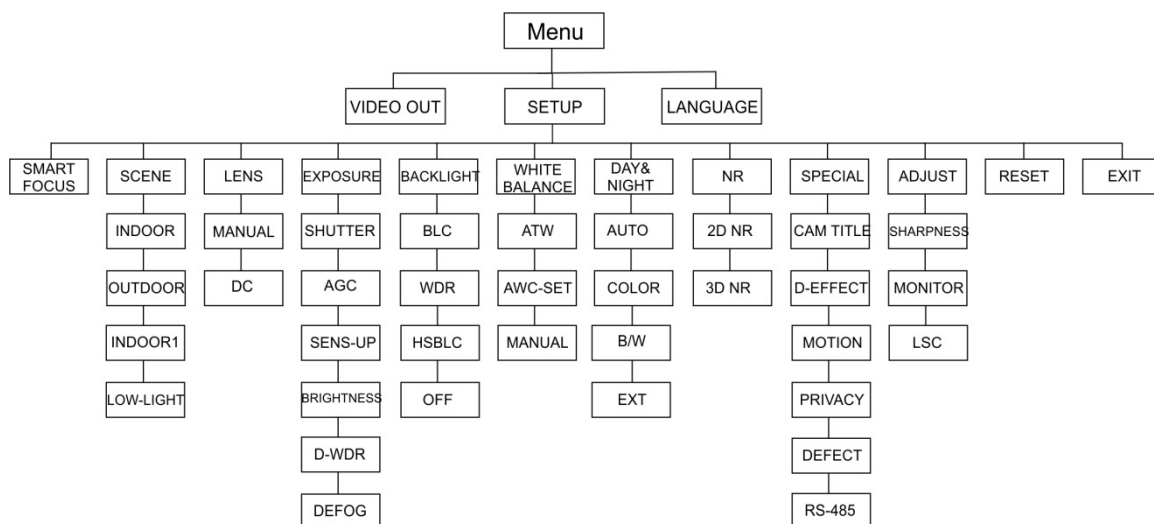 Menu
VIDEO OUT
SETUP
LANGUAGE
SMART
FOCUS
SCENE
LENS
EXPOSURE
BACKLIGHT
WHITE
BALANCE
DAY&
NIGHT
NR
SPECIAL
ADJUST
RESET
EXIT
INDOOR
MANUAL
SHUTTER
BLC
ATW
AUTO
2D NR
CAM TITLE
SHARPNESS
OUTDOOR
DC
AGC
WDR
AWC-SET
COLOR
3D NR
D-EFFECT
MONITOR
INDOOR1
SENS-UP
HSBLC
MANUAL
B/W
MOTION
LSC
LOW-LIGHT
BRIGHTNESS
OFF
EXT
PRIVACY
D-WDR
DEFECT
DEFOG
RS-485